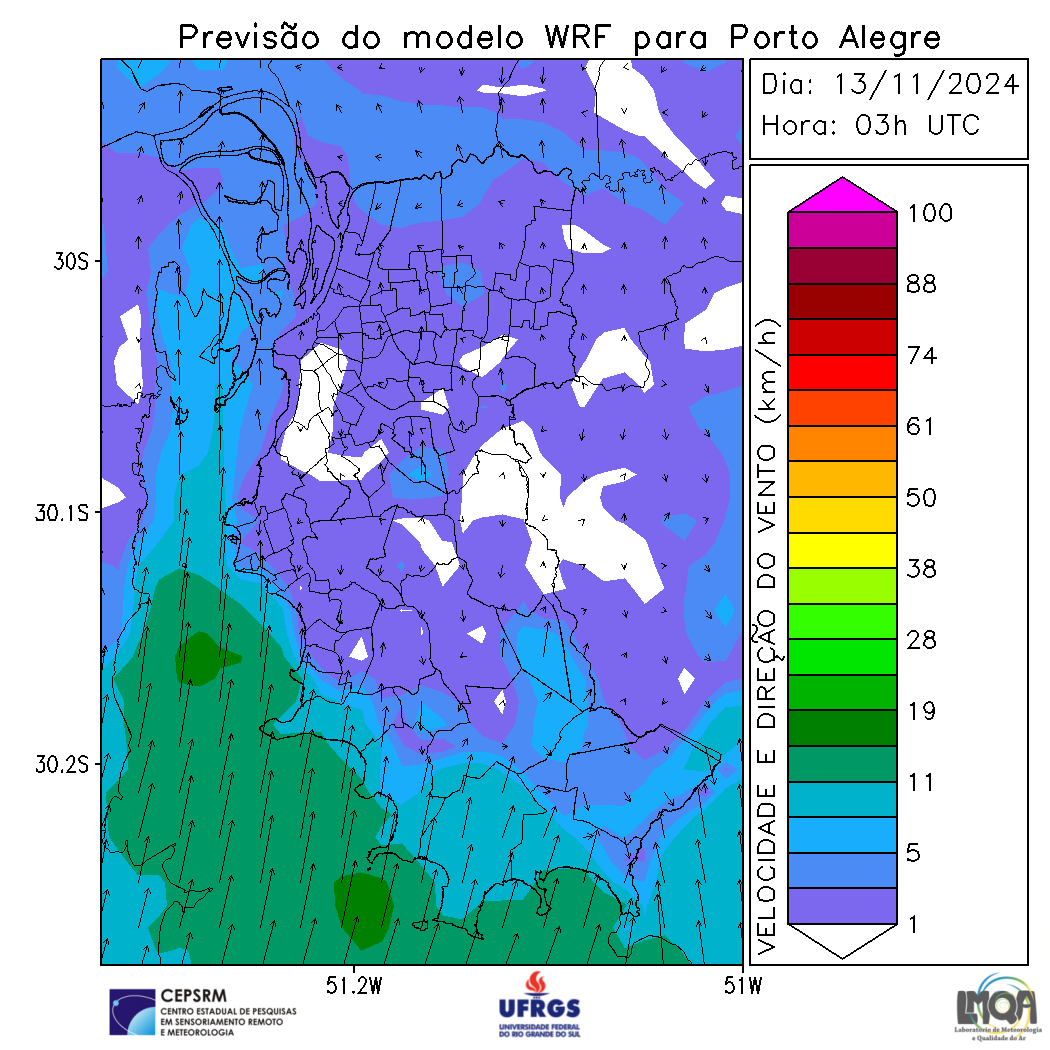 Previsão do modelo WRF para Porto Alegre
Dia: 13/11/2024
Hora: 03h UTC
30S
30.1S
30.2S
51.2W
51W
VELOCIDADE E DIREÇÃO DO VENTO (km/h)
100
88
74
61
50
38
28
19
11
5
1
CEPSRM
CENTRO ESTADUAL DE PESQUISAS
EM SENSORIAMENTO REMOTO
E METEOROLOGIA
UFRGS
UNIVERSIDADE FEDERAL
DO RIO GRANDE DO SUL
LMQA
Laboratório de Meteorologia
e Qualidade do Ar